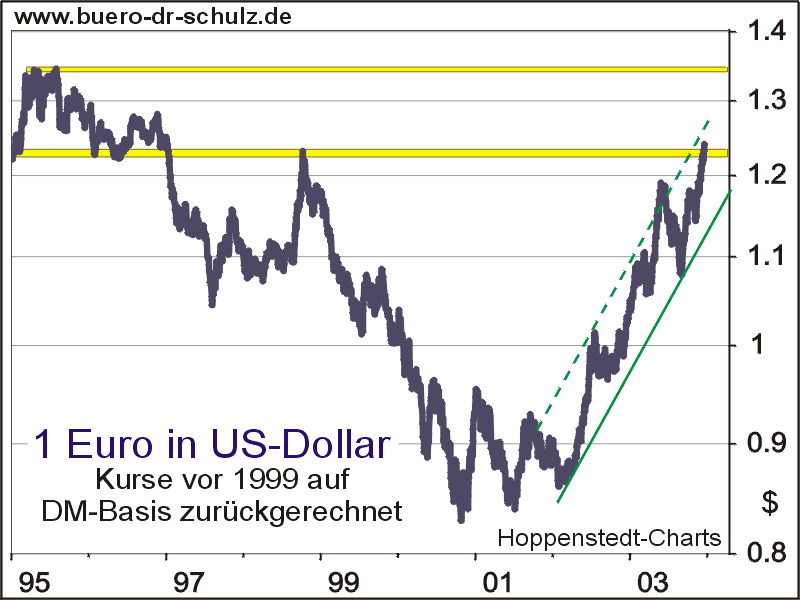 www.buero-dr-schulz.de
1.4
1.3
1.2
1.1
1
0.9
$
0.8
1 Euro in US-Dollar
Kurse vor 1999 auf
DM-Basis zurückgerechnet
Hoppenstedt-Charts
95 97 99 01 03